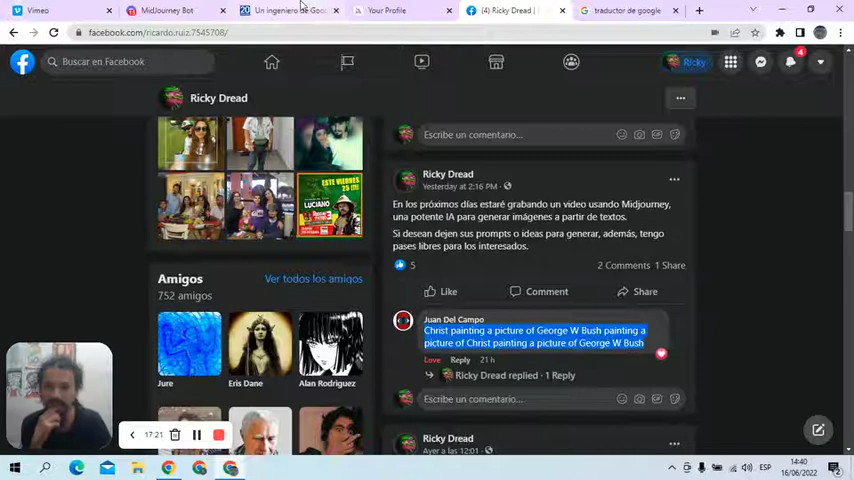 Vimeo
MidJourney Bot
Un ingeniero de Goo
Your Profile
(4) Ricky Dread |
traductor de google
facebook.com/ricardo.ruiz.7545708/
Buscar en Facebook
Ricky
4
Ricky Dread
Escribe un comentario...
ESTE VIERNES
25
LUCIANO
Ricky Dread
Yesterday at 2:16 PM
En los próximos días estaré grabando un video usando Midjourney,
una potente IA para generar imágenes a partir de textos.
Si desean dejen sus prompts o ideas para generar, además, tengo
pases libres para los interesados.
5
2 Comments 1 Share
Like
Comment
Share
Juan Del Campo
Christ painting a picture of George W Bush painting a
picture of Christ painting a picture of George W Bush
Love Reply 21 h
Ricky Dread replied · 1 Reply
Escribe un comentario...
Ricky Dread
Ayer a las 12:01
Amigos
Ver todos los amigos
752 amigos
Jure
Eris Dane
Alan Rodriguez
17:21
ESP
14:40
16/06/2022
2